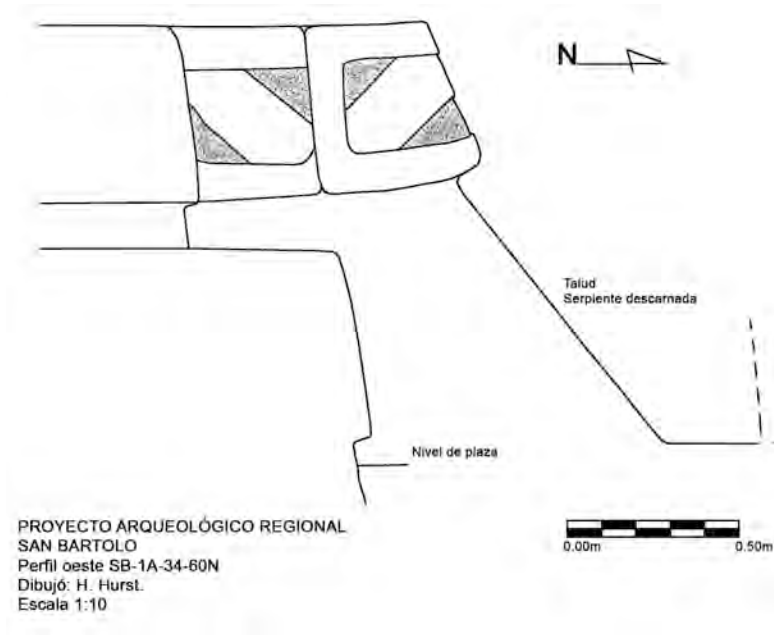 N
Talud
Serpiente descarnada
Nivel de plaza
PROYECTO ARQUEOLÓGICO REGIONAL
SAN BARTOLO
Perfil oeste SB-1A-34-60N
Dibujó: H. Hurst.
Escala 1:10
0.00m 0.50m